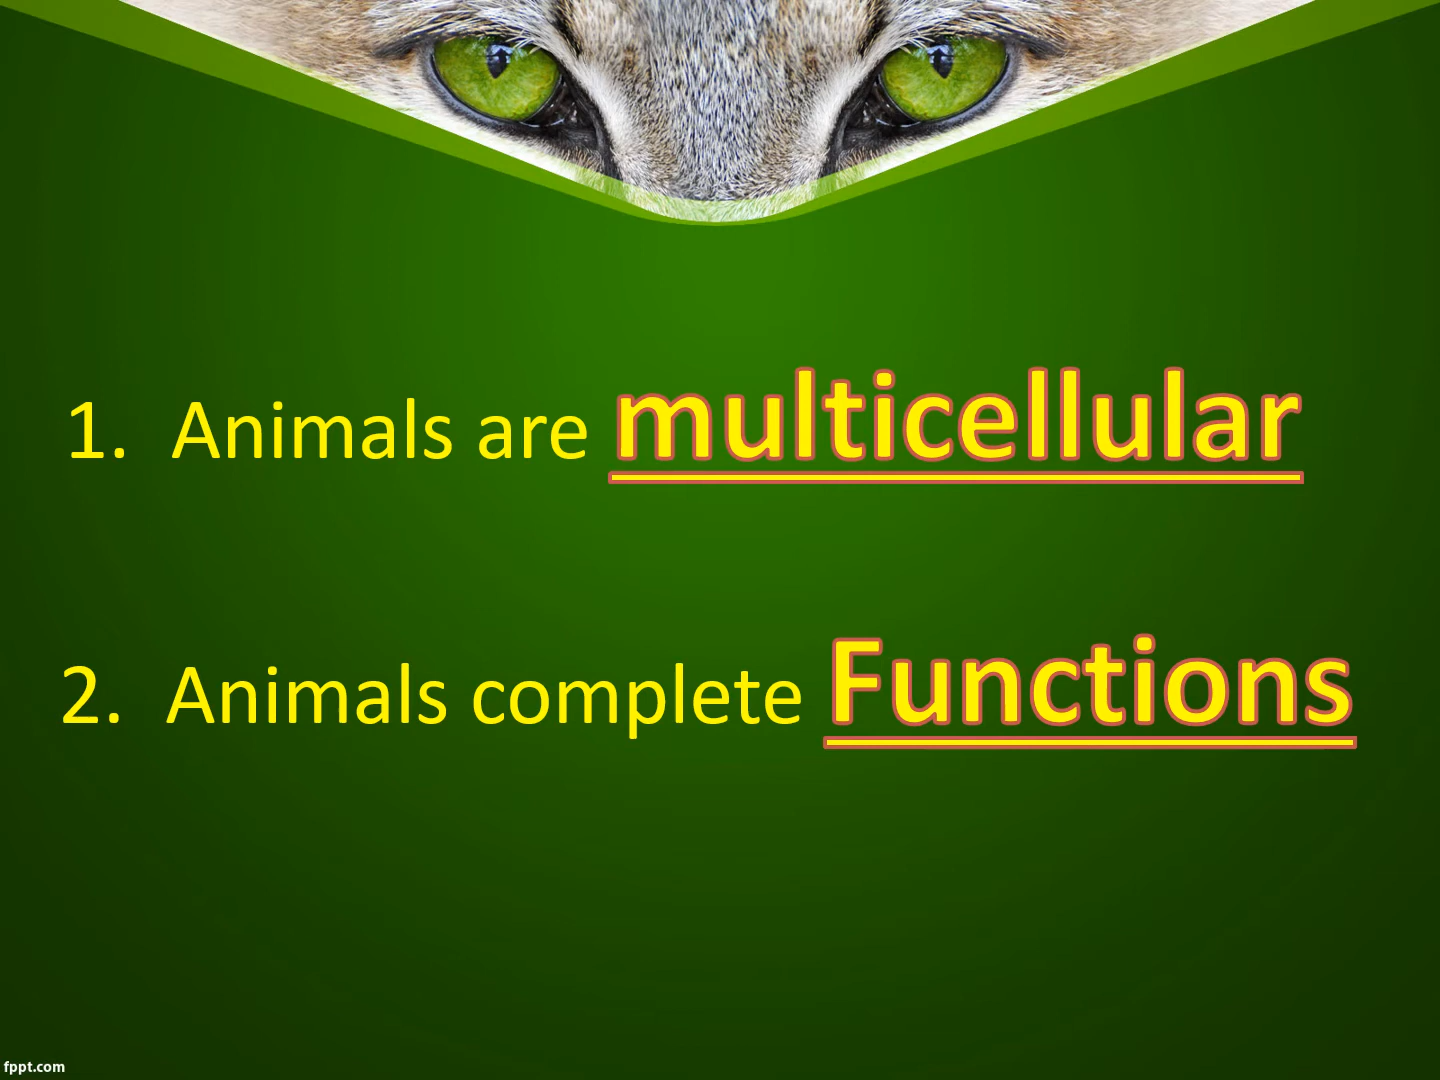 1. Animals are multicellular
2. Animals complete Functions
fppt.com